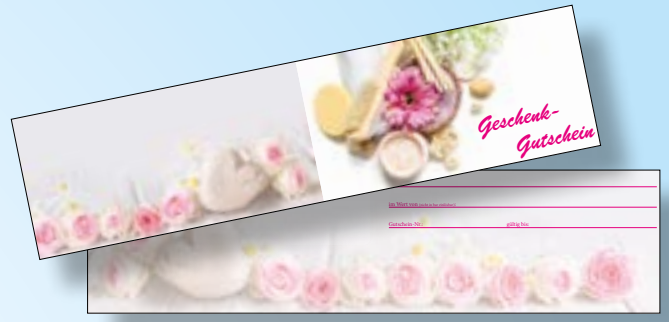 Geschenk-
Gutschein
im Wert von
Gutschein-Nr.:
gültig bis: